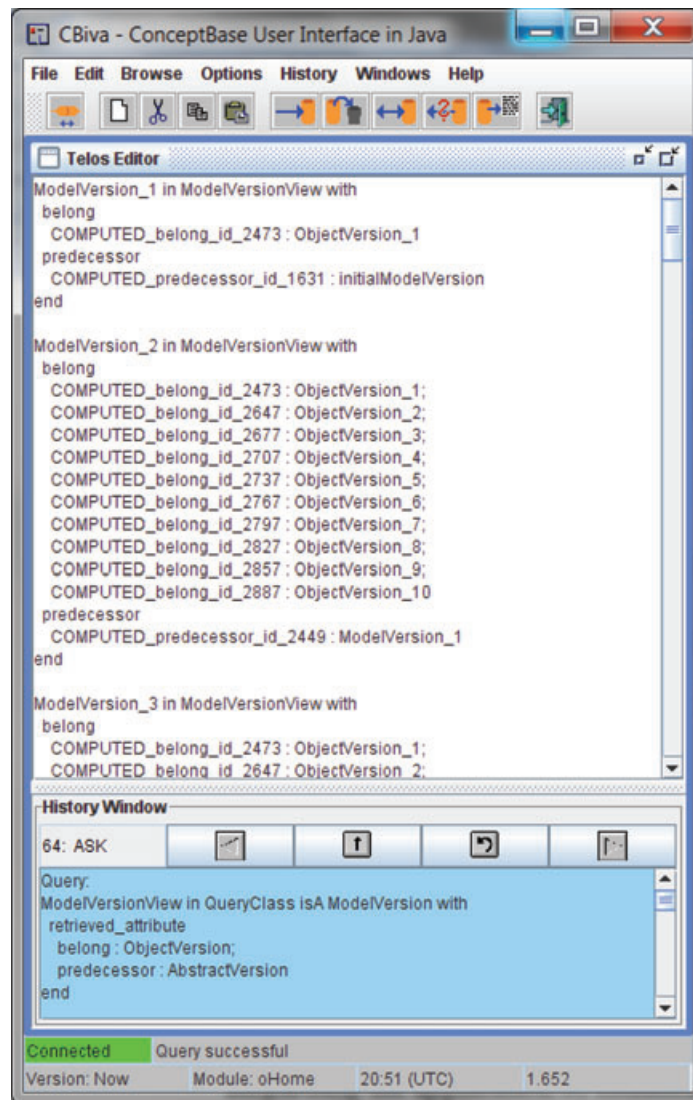 CBiva - ConceptBase User Interface in Java
File Edit Browse Options History Windows Help
Telos Editor
ModelVersion_1 in ModelVersionView with
belong
COMPUTED_belong_id_2473 : ObjectVersion_1
predecessor
COMPUTED_predecessor_id_1631 : initialModelVersion
end
ModelVersion_2 in ModelVersionView with
belong
COMPUTED_belong_id_2473 : ObjectVersion_1;
COMPUTED_belong_id_2647 : ObjectVersion_2;
COMPUTED_belong_id_2677 : ObjectVersion_3;
COMPUTED_belong_id_2707 : ObjectVersion_4;
COMPUTED_belong_id_2737 : ObjectVersion_5;
COMPUTED_belong_id_2767 : ObjectVersion_6;
COMPUTED_belong_id_2797 : ObjectVersion_7;
COMPUTED_belong_id_2827 : ObjectVersion_8;
COMPUTED_belong_id_2857 : ObjectVersion_9;
COMPUTED_belong_id_2887 : ObjectVersion_10
predecessor
COMPUTED_predecessor_id_2449 : ModelVersion_1
end
ModelVersion_3 in ModelVersionView with
belong
COMPUTED_belong_id_2473 : ObjectVersion_1;
COMPUTED_belong_id_2647 : ObjectVersion_2;
History Window
64: ASK
Query:
ModelVersionView in QueryClass isA ModelVersion with
retrieved_attribute
belong : ObjectVersion;
predecessor : AbstractVersion
end
Connected Query successful
Version: Now Module: oHome 20:51 (UTC) 1.652